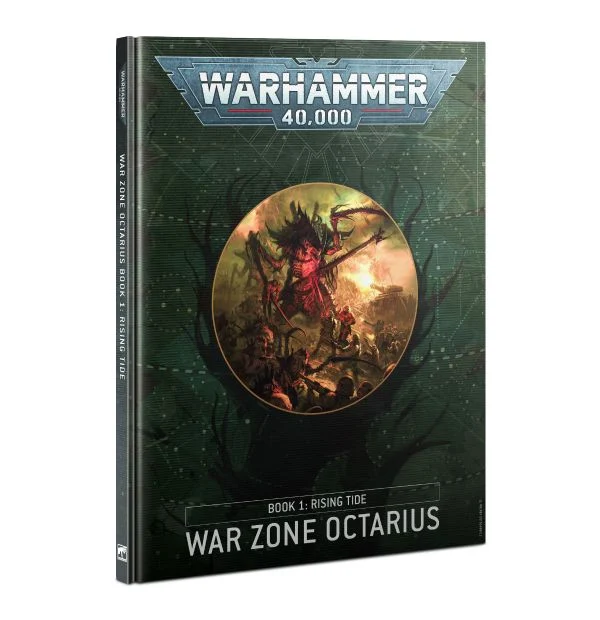 WARHAMMER
40,000
BOOK 1: RISING TIDE
WAR ZONE OCTARIUS
WARHAMMER
WAR ZONE OCTARIUS BOOK 1: RISING TIDE